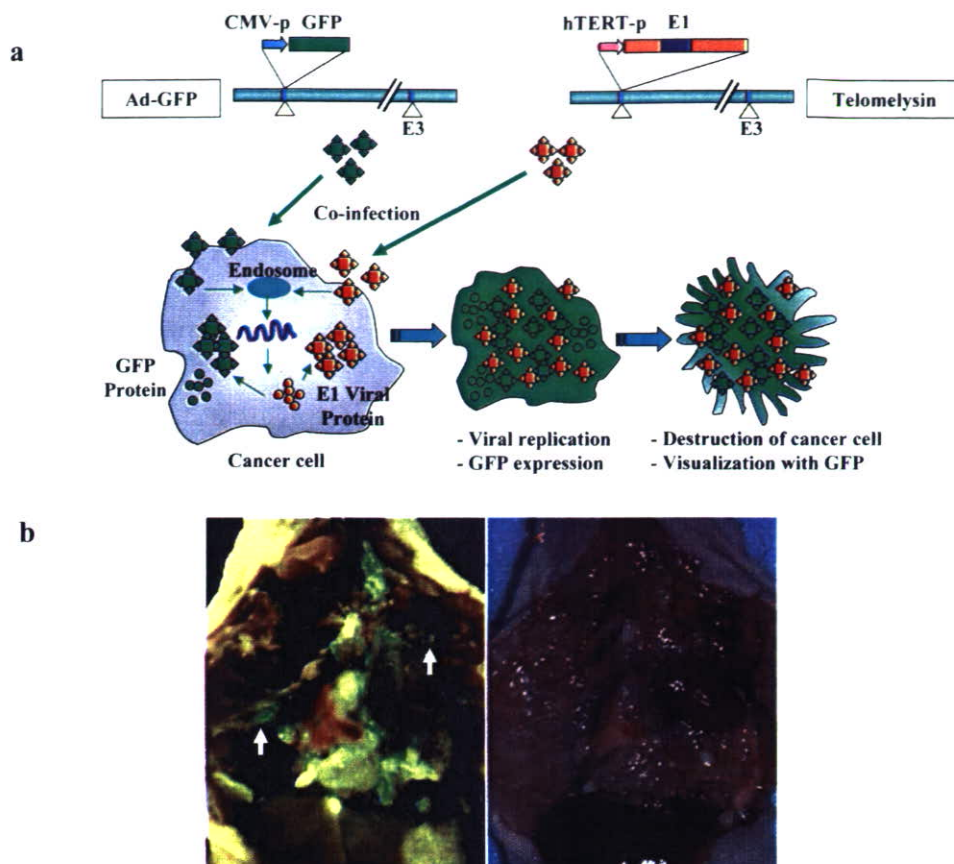 a
CMV-p GFP
hTERT-p E1
Ad-GFP
E3
E3
Telomelysin
Co-infection
Endosome
GFP
Protein
E1 Viral
Protein
Cancer cell
- Viral replication
- GFP expression
- Destruction of cancer cell
- Visualization with GFP
b